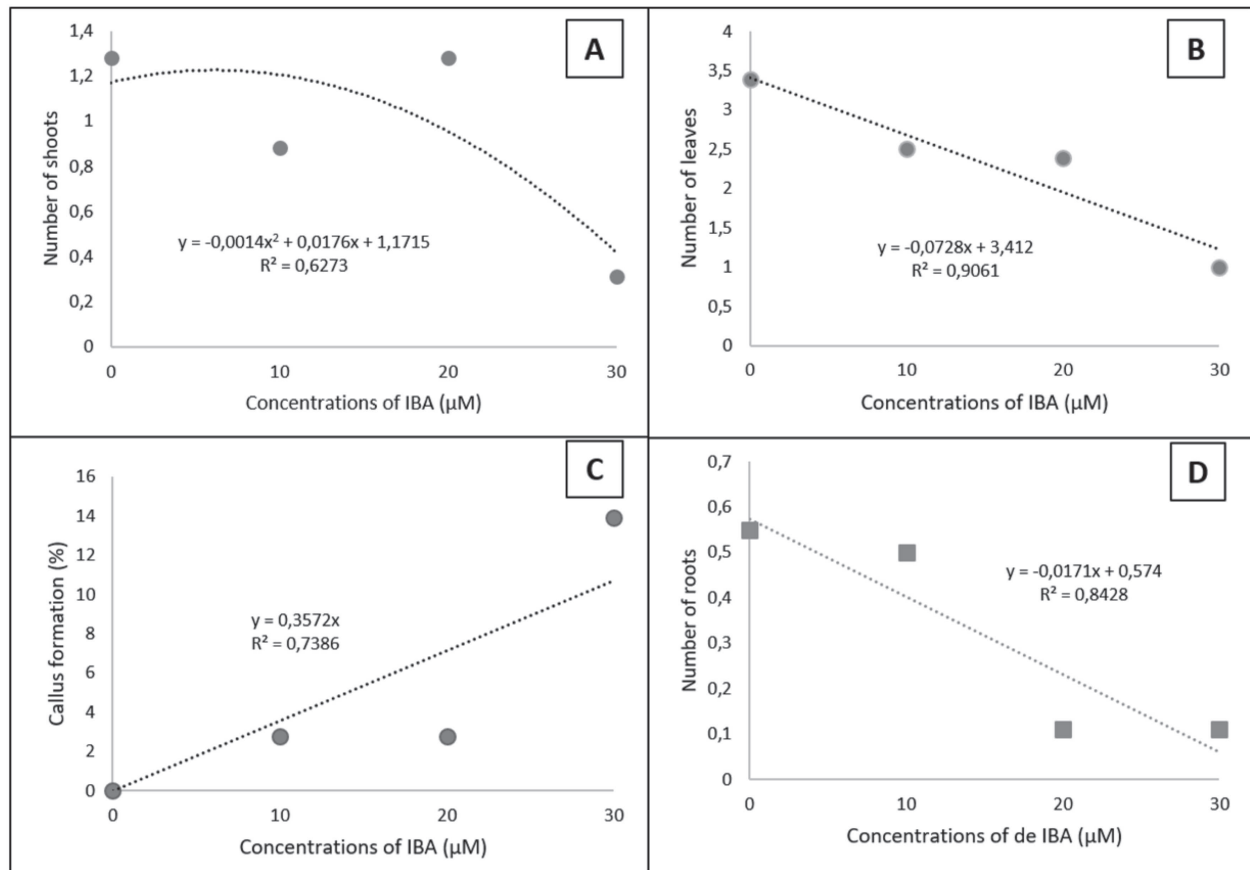 A
Number of shoots
1,4
1,2
1
0,8
0,6
0,4
0,2
0
y = -0,0014x² + 0,0176x + 1,1715
R² = 0,6273
0 10 20 30
Concentrations of IBA (µM)
B
Number of leaves
4
3,5
3
2,5
2
1,5
1
0,5
0
y = -0,0728x + 3,412
R² = 0,9061
0 10 20 30
Concentrations of IBA (µM)
C
Callus formation (%)
16
14
12
10
8
6
4
2
0
y = 0,3572x
R² = 0,7386
0 10 20 30
Concentrations of IBA (µM)
D
Number of roots
0,7
0,6
0,5
0,4
0,3
0,2
0,1
0
y = -0,0171x + 0,574
R² = 0,8428
0 10 20 30
Concentrations of de IBA (µM)